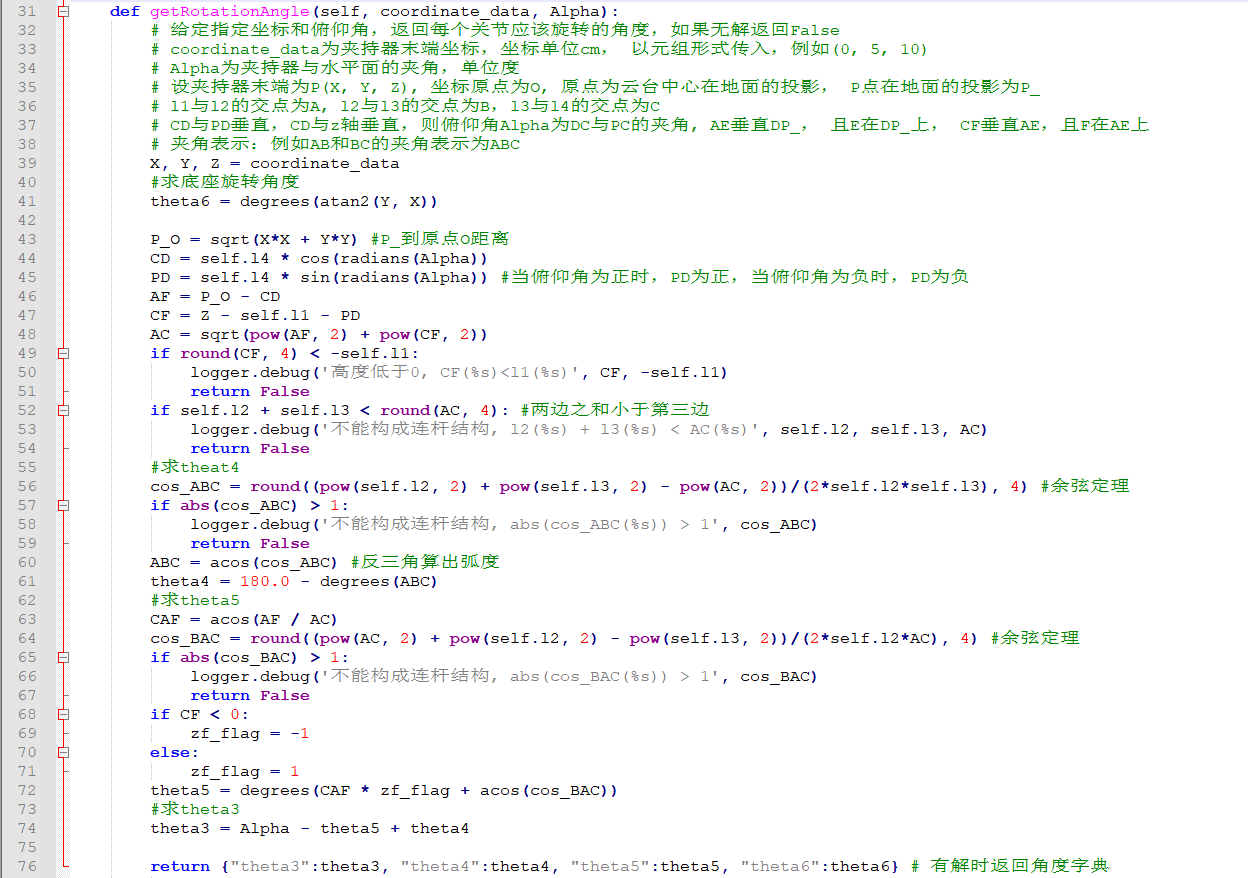 31 def getRotationAngle(self, coordinate_data, Alpha):
32 # 给定指定坐标和俯仰角，返回每个关节应该旋转的角度，如果无解返回False
33 # coordinate_data为夹持器末端坐标，坐标单位cm， 以元组形式传入，例如(0, 5, 10)
34 # Alpha为夹持器与水平面的夹角，单位度
35 # 设夹持器末端为P(X, Y, Z), 坐标原点为O, 原点为云台中心在地面的投影， P点在地面的投影为P_
36 # l1与l2的交点为A, l2与l3的交点为B，l3与l4的交点为C
37 # CD与PD垂直，CD与z轴垂直，则俯仰角Alpha为DC与PC的夹角, AE垂直DP_， 且E在DP_上， CF垂直AE，且F在AE上
38 # 夹角表示：例如AB和BC的夹角表示为ABC
39 X, Y, Z = coordinate_data
40 #求底座旋转角度
41 theta6 = degrees(atan2(Y, X))
42
43 P_O = sqrt(X*X + Y*Y) #P_到原点O距离
44 CD = self.l4 * cos(radians(Alpha))
45 PD = self.l4 * sin(radians(Alpha)) #当俯仰角为正时，PD为正，当俯仰角为负时，PD为负
46 AF = P_O - CD
47 CF = Z - self.l1 - PD
48 AC = sqrt(pow(AF, 2) + pow(CF, 2))
49 if round(CF, 4) < -self.l1:
50 logger.debug('高度低于0, CF(%s)<l1(%s)', CF, -self.l1)
51 return False
52 if self.l2 + self.l3 < round(AC, 4): #两边之和小于第三边
53 logger.debug('不能构成连杆结构, l2(%s) + l3(%s) < AC(%s)', self.l2, self.l3, AC)
54 return False
55 #求theat4
56 cos_ABC = round((pow(self.l2, 2) + pow(self.l3, 2) - pow(AC, 2))/(2*self.l2*self.l3), 4) #余弦定理
57 if abs(cos_ABC) > 1:
58 logger.debug('不能构成连杆结构, abs(cos_ABC(%s)) > 1', cos_ABC)
59 return False
60 ABC = acos(cos_ABC) #反三角算出弧度
61 theta4 = 180.0 - degrees(ABC)
62 #求theta5
63 CAF = acos(AF / AC)
64 cos_BAC = round((pow(AC, 2) + pow(self.l2, 2) - pow(self.l3, 2))/(2*self.l2*AC), 4) #余弦定理
65 if abs(cos_BAC) > 1:
66 logger.debug('不能构成连杆结构, abs(cos_BAC(%s)) > 1', cos_BAC)
67 return False
68 if CF < 0:
69 zf_flag = -1
70 else:
71 zf_flag = 1
72 theta5 = degrees(CAF * zf_flag + acos(cos_BAC))
73 #求theta3
74 theta3 = Alpha - theta5 + theta4
75
76 return {"theta3":theta3, "theta4":theta4, "theta5":theta5, "theta6":theta6} # 有解时返回角度字典